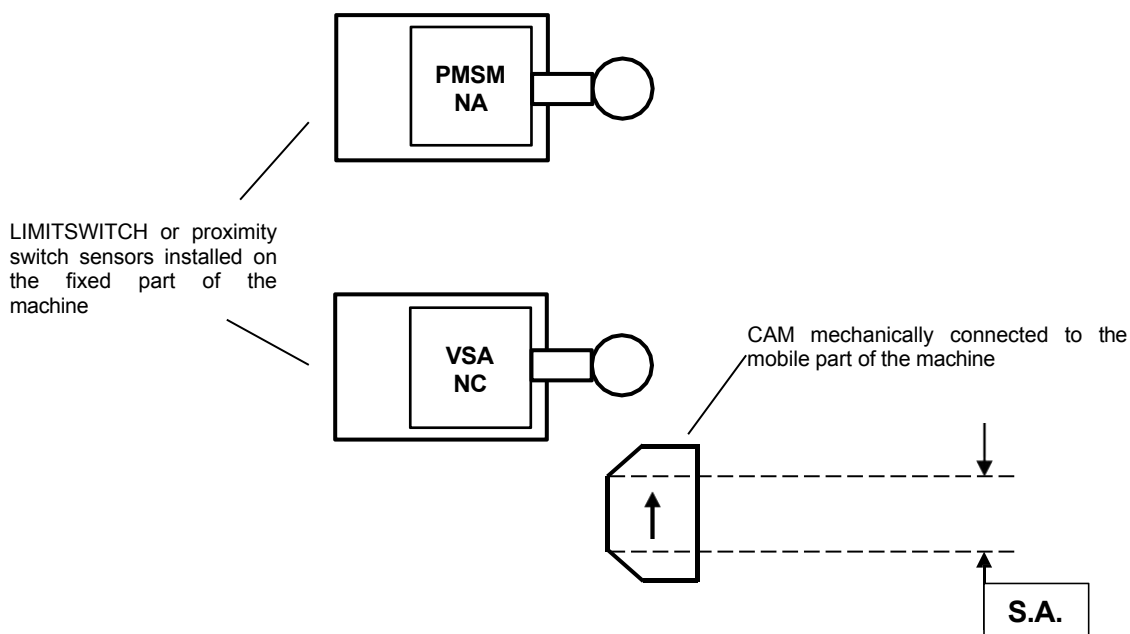 PMSM
NA
LIMITSWITCH or proximity
switch sensors installed on
the fixed part of the
machine
VSA
NC
CAM mechanically connected to the
mobile part of the machine
S.A.